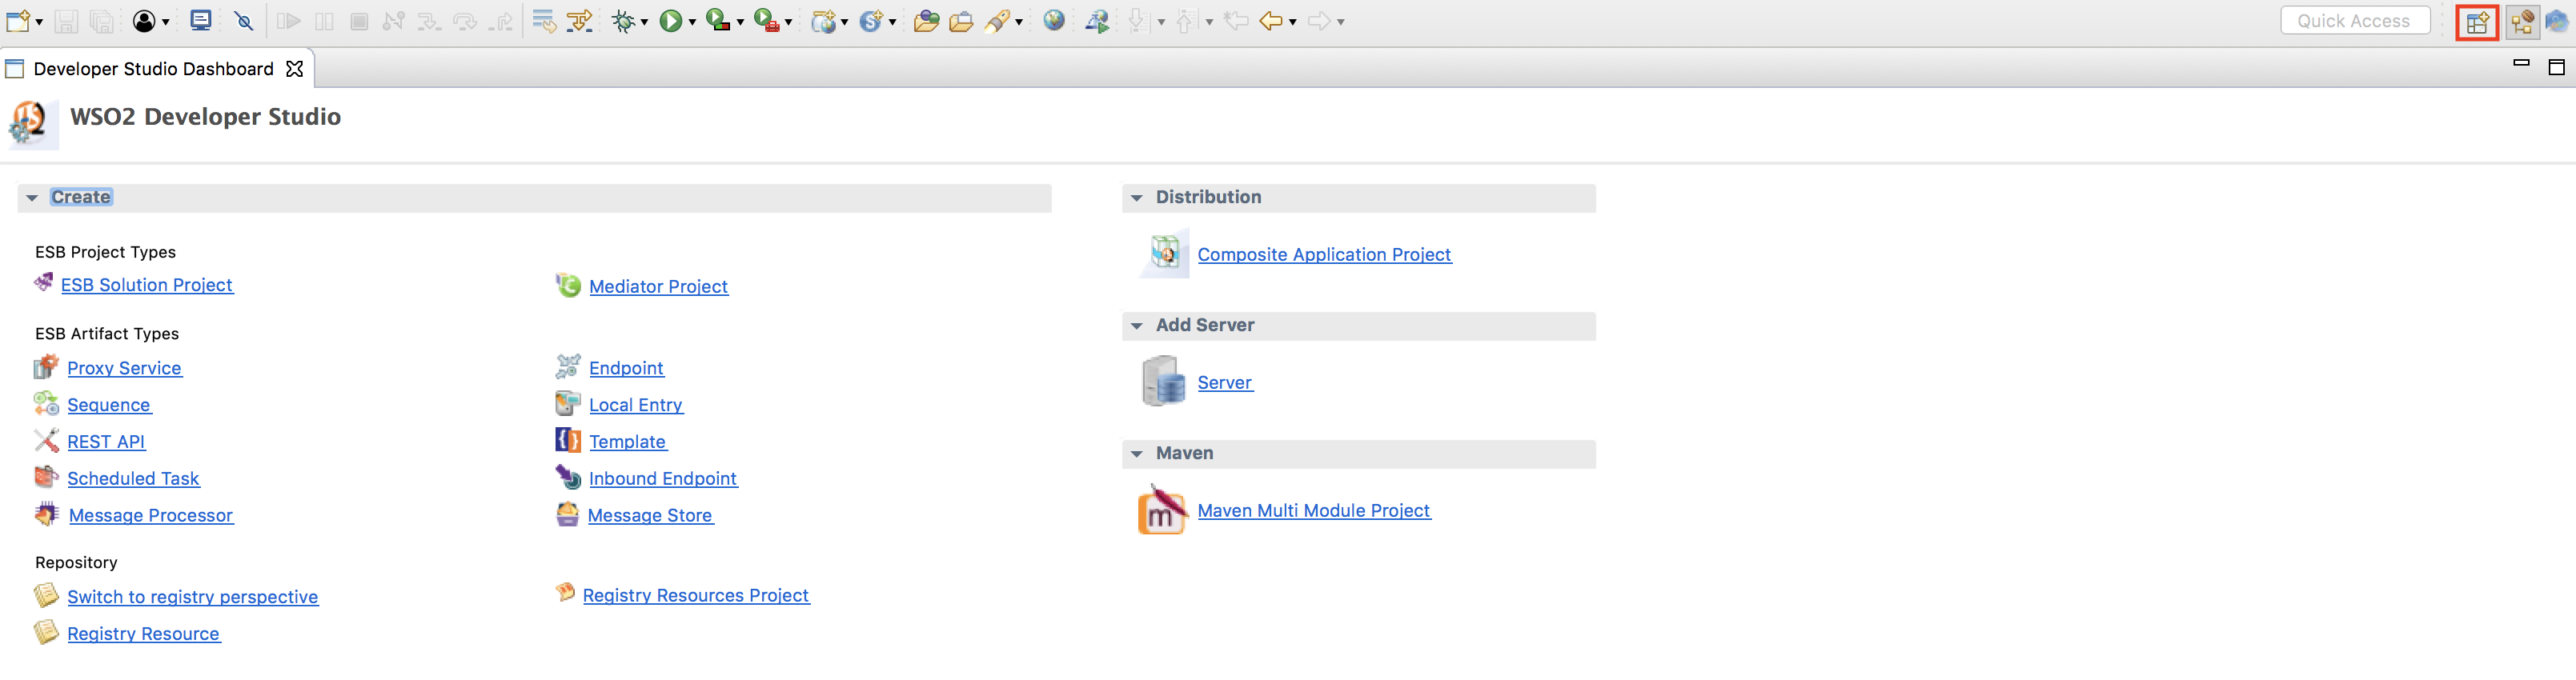 Quick Access
Developer Studio Dashboard
WSO2 Developer Studio
Create
ESB Project Types
ESB Solution Project
Mediator Project
ESB Artifact Types
Proxy Service
Endpoint
Sequence
Local Entry
REST API
Template
Scheduled Task
Inbound Endpoint
Message Processor
Message Store
Repository
Switch to registry perspective
Registry Resources Project
Registry Resource
Distribution
Composite Application Project
Add Server
Server
Maven
m
Maven Multi Module Project